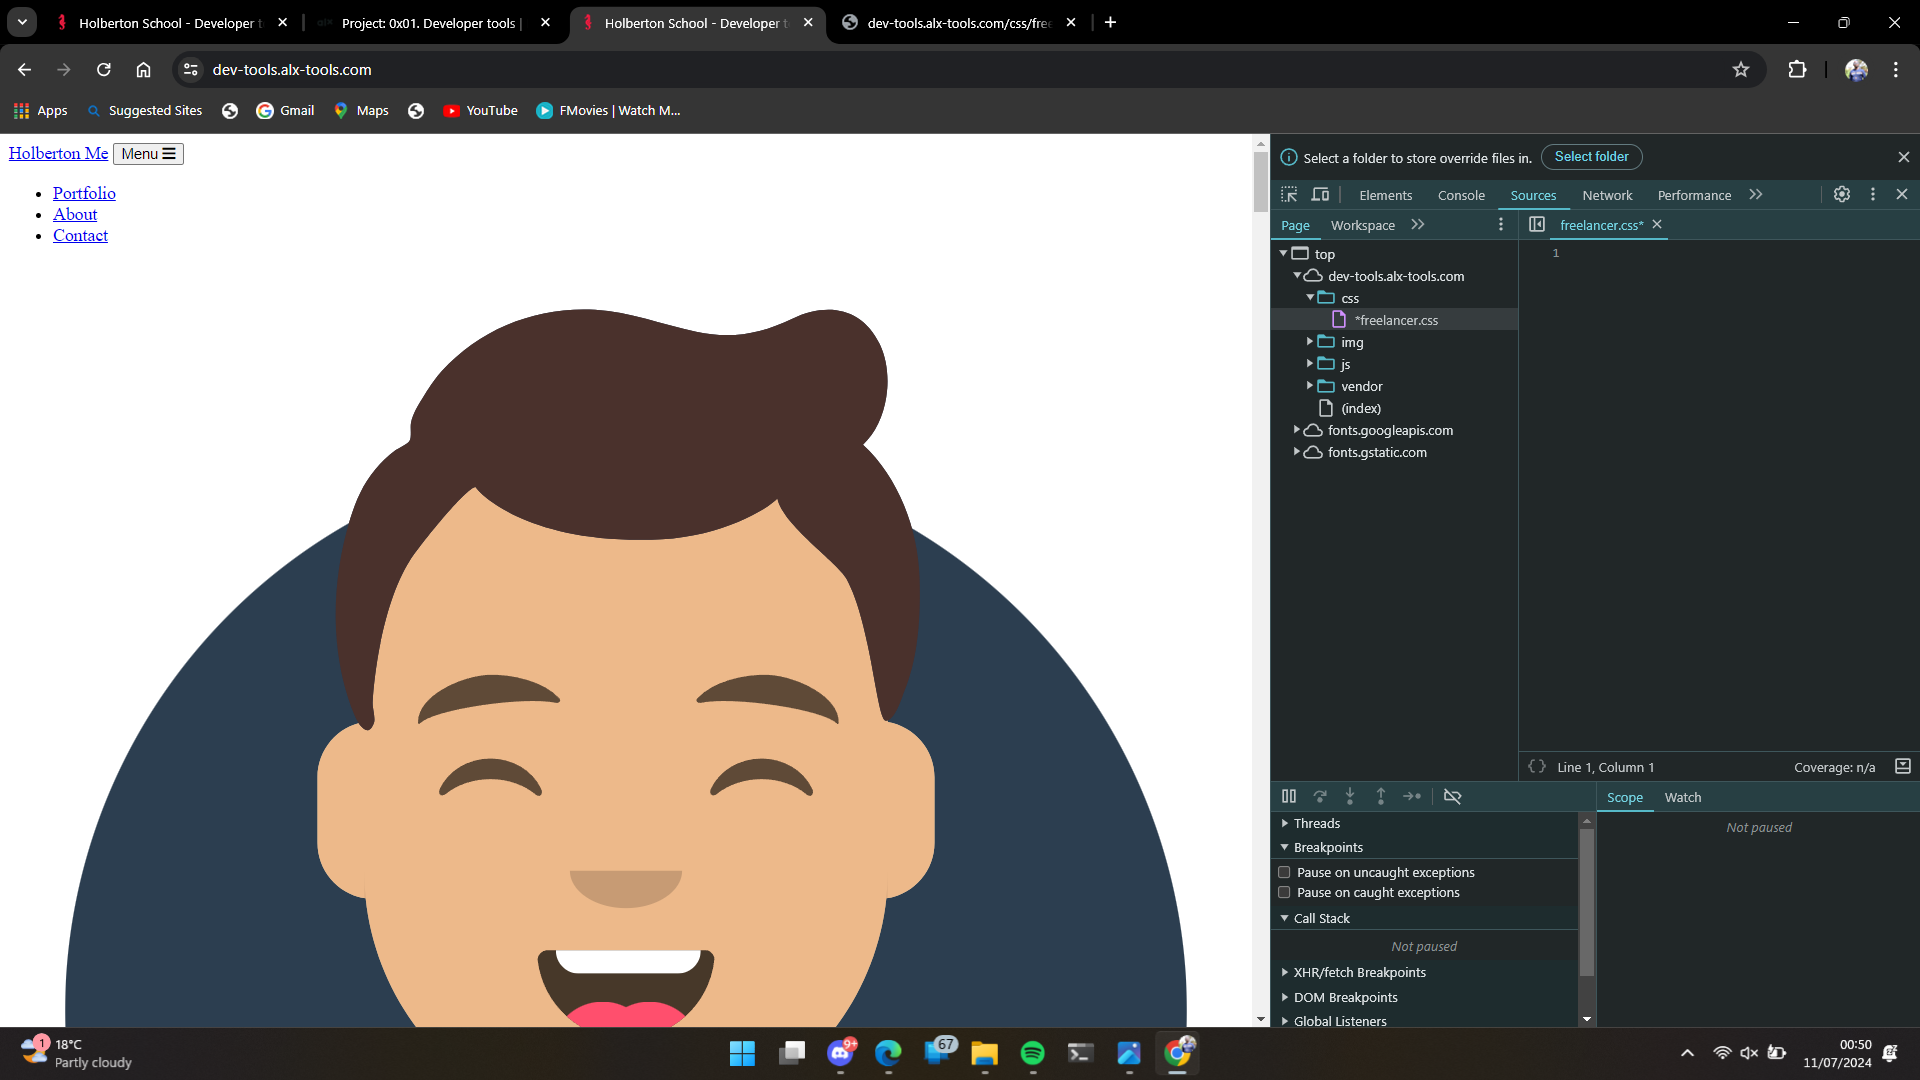 Holberton School - Developer t
Project: 0x01. Developer tools |
Holberton School - Developer t
dev-tools.alx-tools.com/css/free
dev-tools.alx-tools.com
Apps
Suggested Sites
Gmail
Maps
YouTube
FMovies | Watch M...
Holberton Me
Menu
Portfolio
About
Contact
Select a folder to store override files in.
Select folder
Elements
Console
Sources
Network
Performance
Page
Workspace
freelancer.css*
top
dev-tools.alx-tools.com
css
*freelancer.css
img
js
vendor
(index)
fonts.googleapis.com
fonts.gstatic.com
1
Line 1, Column 1
Coverage: n/a
Threads
Breakpoints
Pause on uncaught exceptions
Pause on caught exceptions
Call Stack
Not paused
XHR/fetch Breakpoints
DOM Breakpoints
Global Listeners
Scope
Watch
Not paused
1
18°C
Partly cloudy
9+
67
00:50
11/07/2024